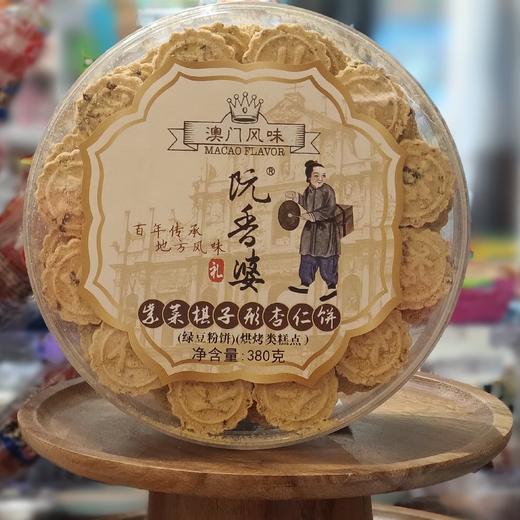 澳门风味
MACAO FLAVOR
阮香婆®
百年传承
地方风味
礼
紫菜棋子形杏仁饼
(绿豆粉饼)(烘烤类糕点)
净含量:380克